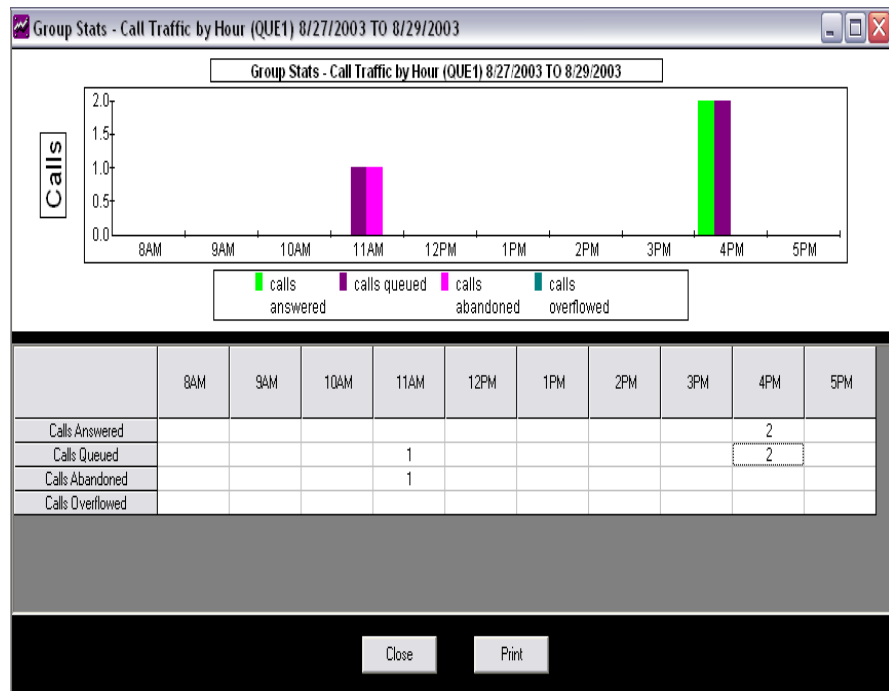 Group Stats - Call Traffic by Hour (QUE1) 8/27/2003 TO 8/29/2003
Group Stats - Call Traffic by Hour (QUE1) 8/27/2003 TO 8/29/2003
Calls
2.0
1.5
1.0
0.5
0.0
8AM 9AM 10AM 11AM 12PM 1PM 2PM 3PM 4PM 5PM
calls answered calls queued calls abandoned calls overflowed
8AM 9AM 10AM 11AM 12PM 1PM 2PM 3PM 4PM 5PM
Calls Answered 2
Calls Queued 1 2
Calls Abandoned 1
Calls Overflowed
Close Print